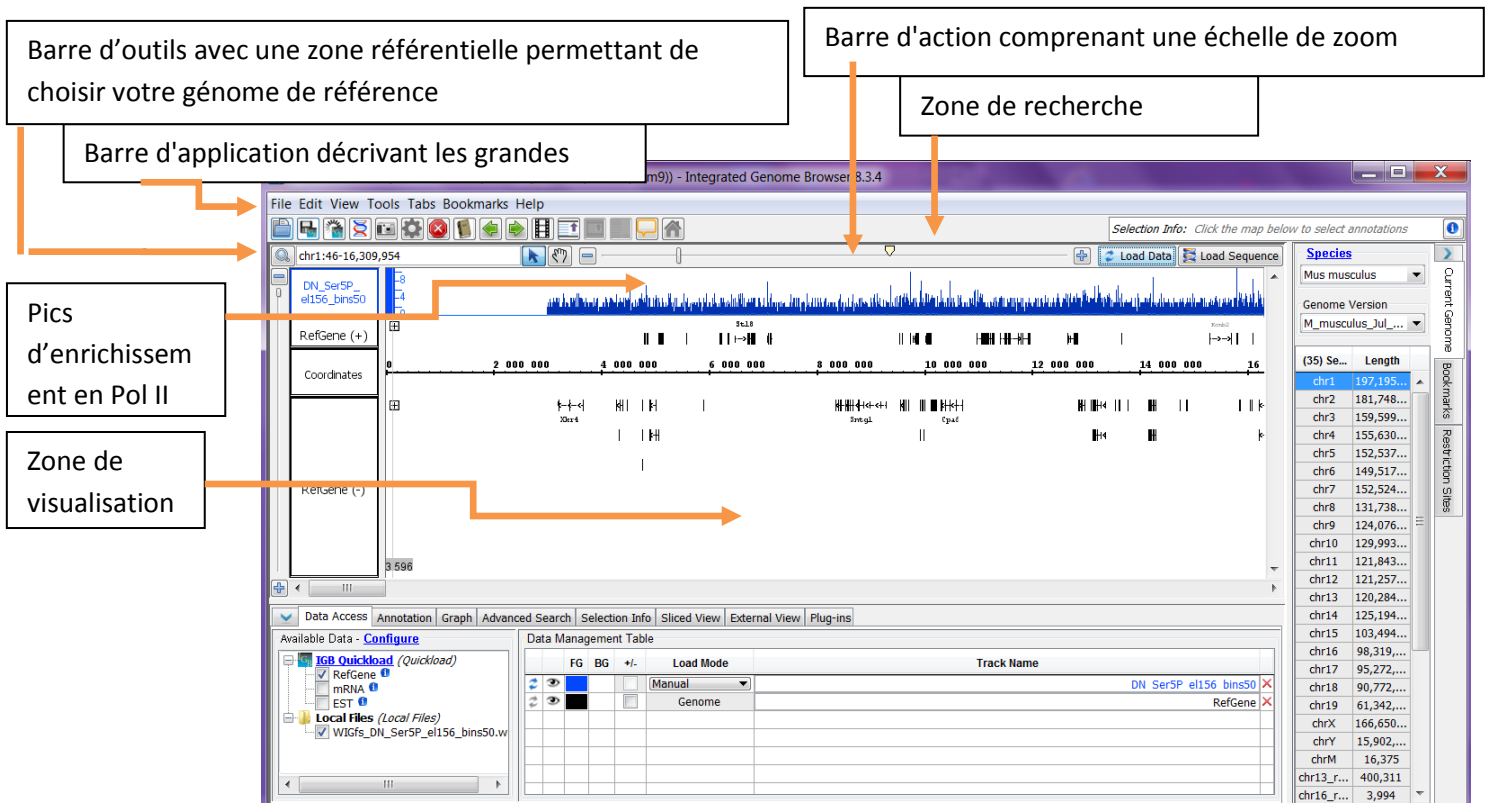 Barre d’outils avec une zone référentielle permettant de
choisir votre génome de référence
Barre d'action comprenant une échelle de zoom
Zone de recherche
Barre d'application décrivant les grandes
m9)) - Integrated Genome Browser 8.3.4
File Edit View Tools Tabs Bookmarks Help
Selection Info: Click the map below to select annotations
chr1:46-16,309,954
Load Data
Load Sequence
Pics
d’enrichissem
ent en Pol II
Zone de
visualisation
DN_Ser5P_
el156_bins50
8
4
0
RefGene (+)
Stl8
Coordinates
0 2 000 000 4 000 000 6 000 000 8 000 000 10 000 000 12 000 000 14 000 000 16
Xkr4
Sntg1
Cpa6
RefGene (-)
3 596
Species
Mus musculus
Genome Version
M_musculus_Jul_...
(35) Se... Length
chr1 197,195...
chr2 181,748...
chr3 159,599...
chr4 155,630...
chr5 152,537...
chr6 149,517...
chr7 152,524...
chr8 131,738...
chr9 124,076...
chr10 129,993...
chr11 121,843...
chr12 121,257...
chr13 120,284...
chr14 125,194...
chr15 103,494...
chr16 98,319,...
chr17 95,272,...
chr18 90,772,...
chr19 61,342,...
chrX 166,650...
chrY 15,902,...
chrM 16,375
chr13_r... 400,311
chr16_r... 3,994
Current Genome
Bookmarks
Restriction Sites
Data Access Annotation Graph Advanced Search Selection Info Sliced View External View Plug-ins
Available Data - Configure
IGB Quickload (Quickload)
RefGene
mRNA
EST
Local Files (Local Files)
WIGfs_DN_Ser5P_el156_bins50.w
Data Management Table
FG BG +/- Load Mode Track Name
Manual DN_Ser5P_el156_bins50
Genome RefGene